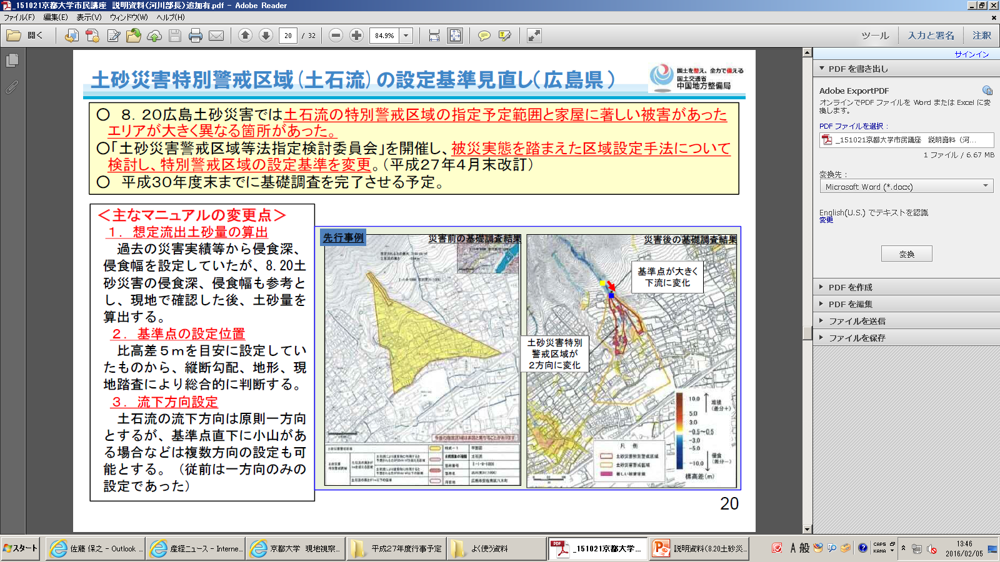 _151021京都大学市民講座　説明資料(河川部長)追加有.pdf - Adobe Reader
ファイル(F) 編集(E) 表示(V) ウィンドウ(W) ヘルプ(H)
開く 20 / 32 84.9% ツール 入力と署名 注釈
サインイン
PDF を書き出し
Adobe ExportPDF
オンラインでPDF ファイルを Word または Excel に変
換します。
PDF ファイルを選択：
_151021京都大学市民講座　説明資料（河...
1 ファイル / 6.67 MB
変換先：
Microsoft Word (*.docx)
English(U.S.) でテキストを認識
変更
変換
PDF を作成
PDF を編集
ファイルを送信
ファイルを保存
土砂災害特別警戒区域(土石流)の設定基準見直し(広島県)
国土を整え、全力で備える
国土交通省
中国地方整備局
○　8．20広島土砂災害では土石流の特別警戒区域の指定予定範囲と家屋に著しい被害があった
エリアが大きく異なる箇所があった。
○「土砂災害警戒区域等法指定検討委員会」を開催し、被災実態を踏まえた区域設定手法について
検討し、特別警戒区域の設定基準を変更。（平成27年4月末改訂）
○　平成30年度末までに基礎調査を完了させる予定。
＜主なマニュアルの変更点＞
１．想定流出土砂量の算出
過去の災害実績等から侵食深、
侵食幅を設定していたが、8.20土
砂災害の侵食深、侵食幅も参考と
し、現地で確認した後、土砂量を
算出する。
２．基準点の設定位置
比高差５ｍを目安に設定してい
たものから、縦断勾配、地形、現
地踏査により総合的に判断する。
３．流下方向設定
土石流の流下方向は原則一方向
とするが、基準点直下に小山があ
る場合などは複数方向の設定も可
能とする。（従前は一方向のみの
設定であった）
先行事例
災害前の基礎調査結果
災害後の基礎調査結果
基準点が大きく
下流に変化
土砂災害特別
警戒区域が
2方向に変化
凡　例
土砂災害特別警戒区域
土砂災害警戒区域
著しい被害家屋
10.0
5.0
3.0
-0.5～0.5
-3.0
-5.0
-10.0
堆積
(差分+)
侵食
(差分-)
標高差(m)
20
スタート
佐藤 保之 - Outlook ...
産経ニュース - Interne...
京都大学　現地視察...
平成27年度行事予定
よく使う資料
_151021京都大学...
説明資料(8.20土砂災...
A 般
CAPS
KANA
13:46
2016/02/05